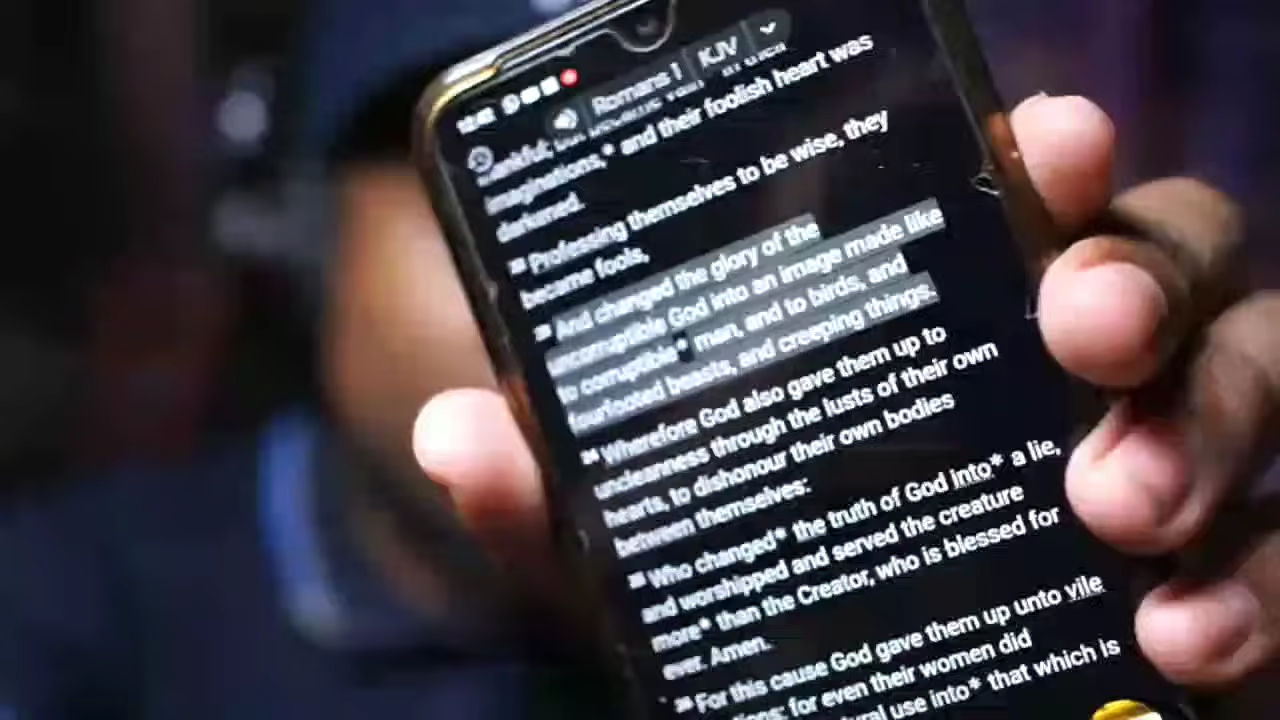 Romans 1 KJV
imaginations,* and their foolish heart was
darkened.
Professing themselves to be wise, they
became fools,
23 And changed the glory of the
uncorruptible God into an image made like
to corruptible* man, and to birds, and
fourfooted beasts, and creeping things.
Wherefore God also gave them up to
uncleanness through the lusts of their own
hearts, to dishonour their own bodies
between themselves:
Who changed* the truth of God into* a lie,
and worshipped and served the creature
more* than the Creator, who is blessed for
ever. Amen.
For this cause God gave them up unto vile
for even their women did
use into* that which is